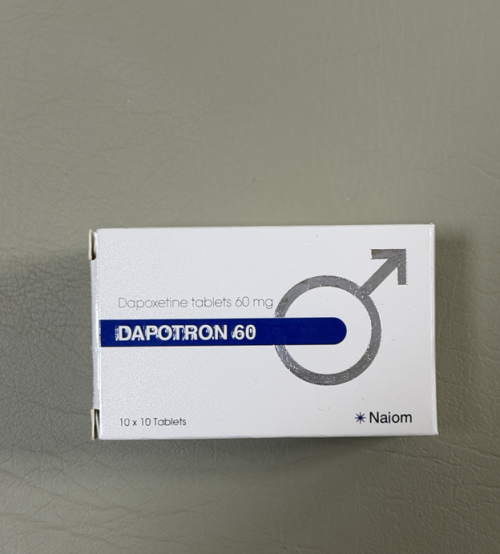 Dapoxetine tablets 60 mg
DAPOTRON 60
10 x 10 Tablets
Naiom